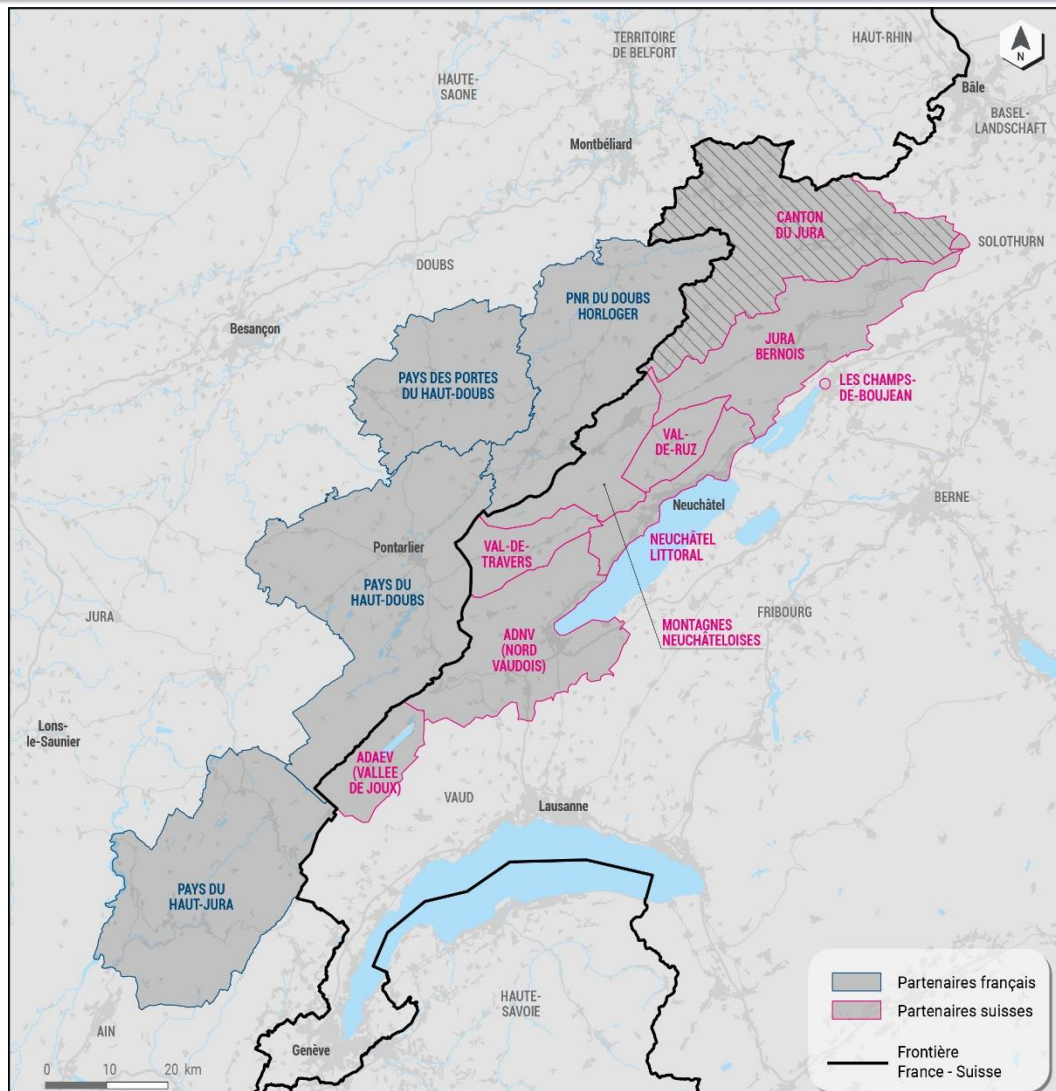 TERRITOIRE
DE BELFORT
HAUT-RHIN
N
HAUTE-
SAONE
Bâle
BASEL-
LANDSCHAFT
Montbéliard
CANTON
DU JURA
SOLOTHURN
DOUBS
PNR DU DOUBS
HORLOGER
Besançon
JURA
BERNOIS
PAYS DES PORTES
DU HAUT-DOUBS
LES CHAMPS-
DE-BOUJEAN
VAL-
DE-RUZ
BERNE
Neuchâtel
Pontarlier
VAL-DE-
TRAVERS
NEUCHÂTEL
LITTORAL
PAYS DU
HAUT-DOUBS
JURA
FRIBOURG
MONTAGNES
NEUCHÂTELOISES
ADNV
(NORD
VAUDOIS)
Lons-
le-Saunier
ADAEV
(VALLEE
DE JOUX)
VAUD
Lausanne
PAYS DU
HAUT-JURA
HAUTE-
SAVOIE
AIN
Genève
0 10 20 km
Partenaires français
Partenaires suisses
Frontière
France - Suisse